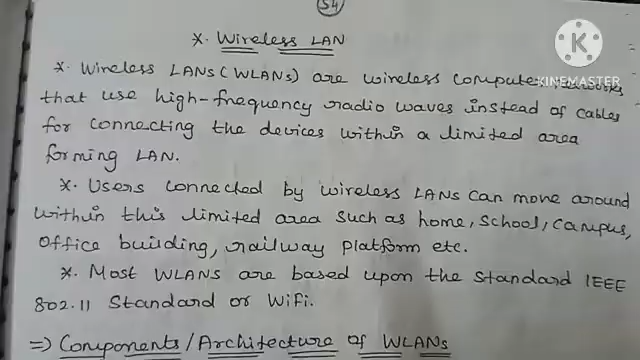 54
*. Wireless LAN
*. Wireless LANs (WLANs) are wireless computer
that use high-frequency radio waves instead of cables
for connecting the devices within a limited area
forming LAN.
*. Users connected by wireless LANs can move around
within this limited area such as home, school, campus,
office building, railway platform etc.
*. Most WLANS are based upon the standard IEEE
802.11 Standard or WiFi.
=) Components/Architecture of WLANs
K
KINEMASTER